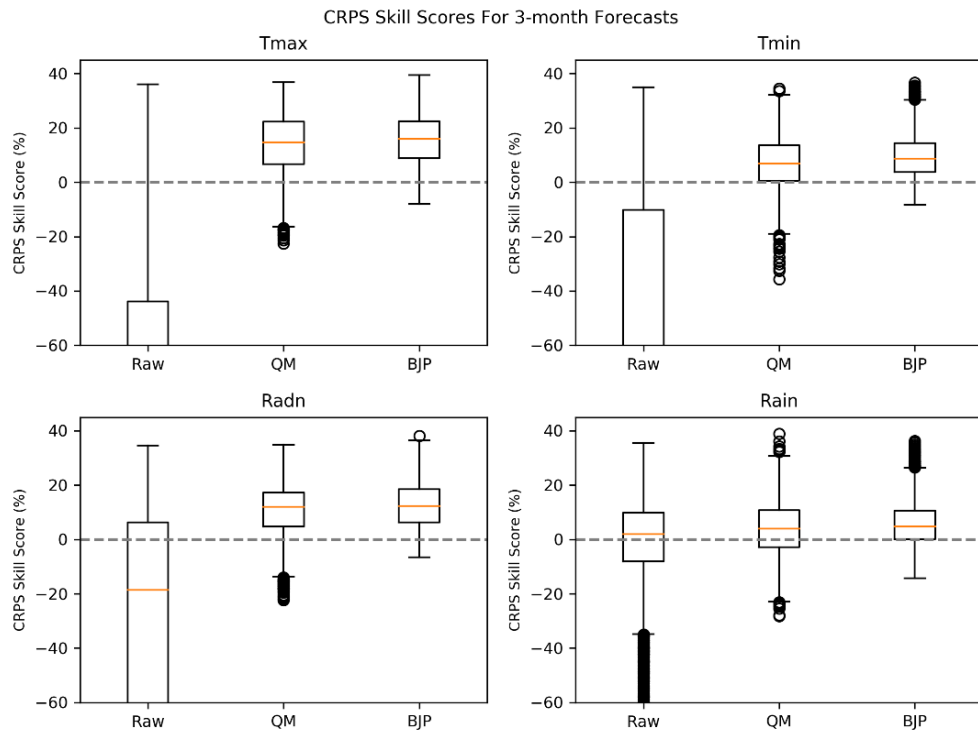 CRPS Skill Scores For 3-month Forecasts
Tmax
CRPS Skill Score (%)
40
20
0
−20
−40
−60
Raw QM BJP
Tmin
CRPS Skill Score (%)
40
20
0
−20
−40
−60
Raw QM BJP
Radn
CRPS Skill Score (%)
40
20
0
−20
−40
−60
Raw QM BJP
Rain
CRPS Skill Score (%)
40
20
0
−20
−40
−60
Raw QM BJP